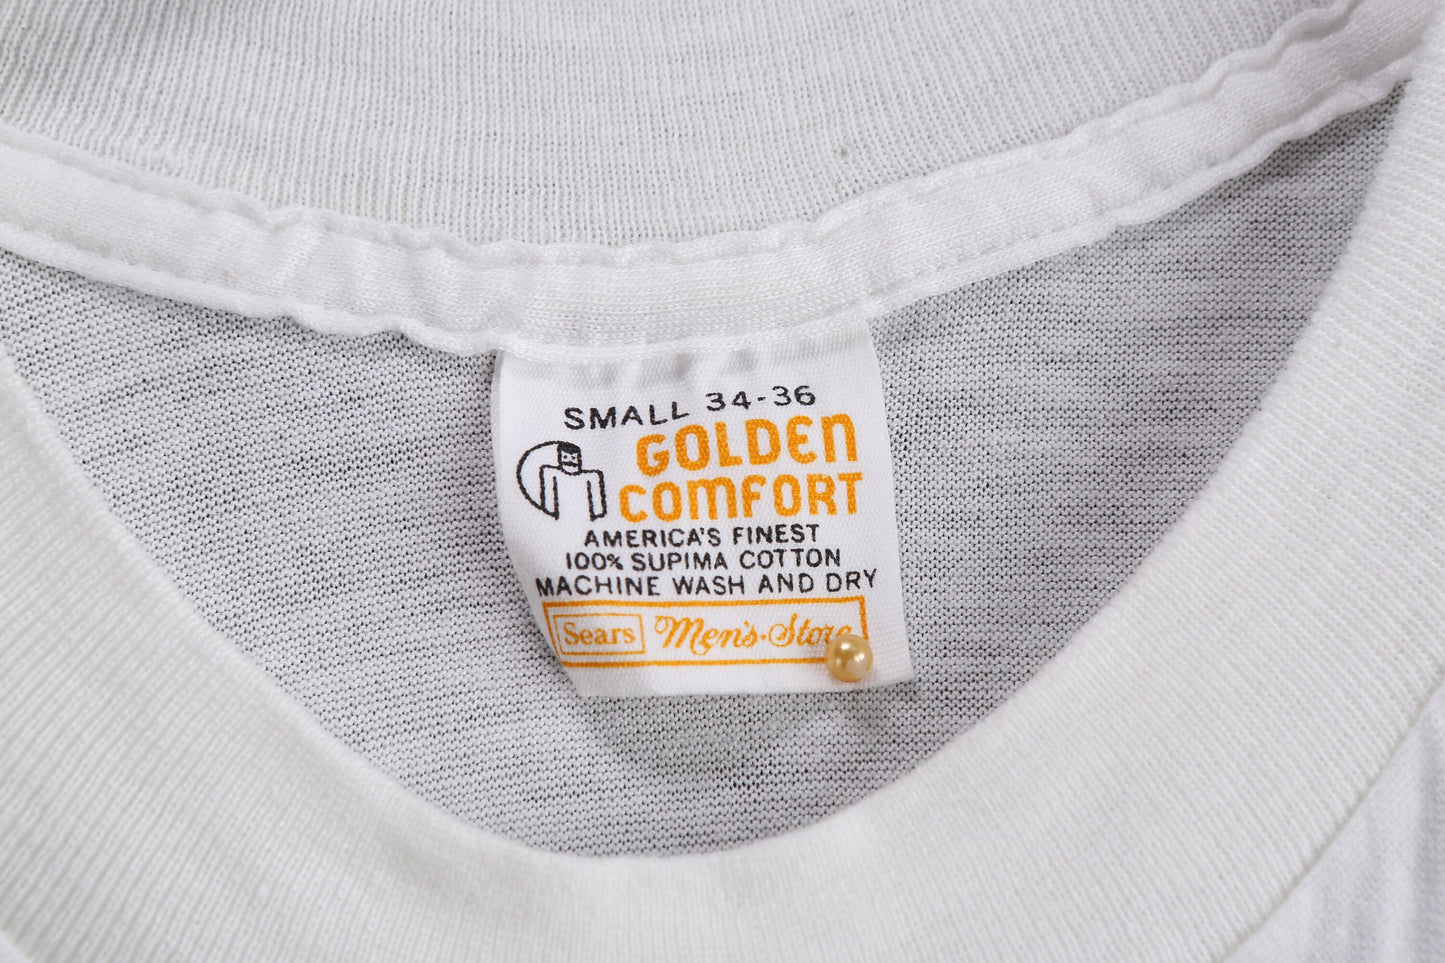 SMALL 34-36
GOLDEN
COMFORT
AMERICA'S FINEST
100% SUPIMA COTTON
MACHINE WASH AND DRY
Sears Men's Store